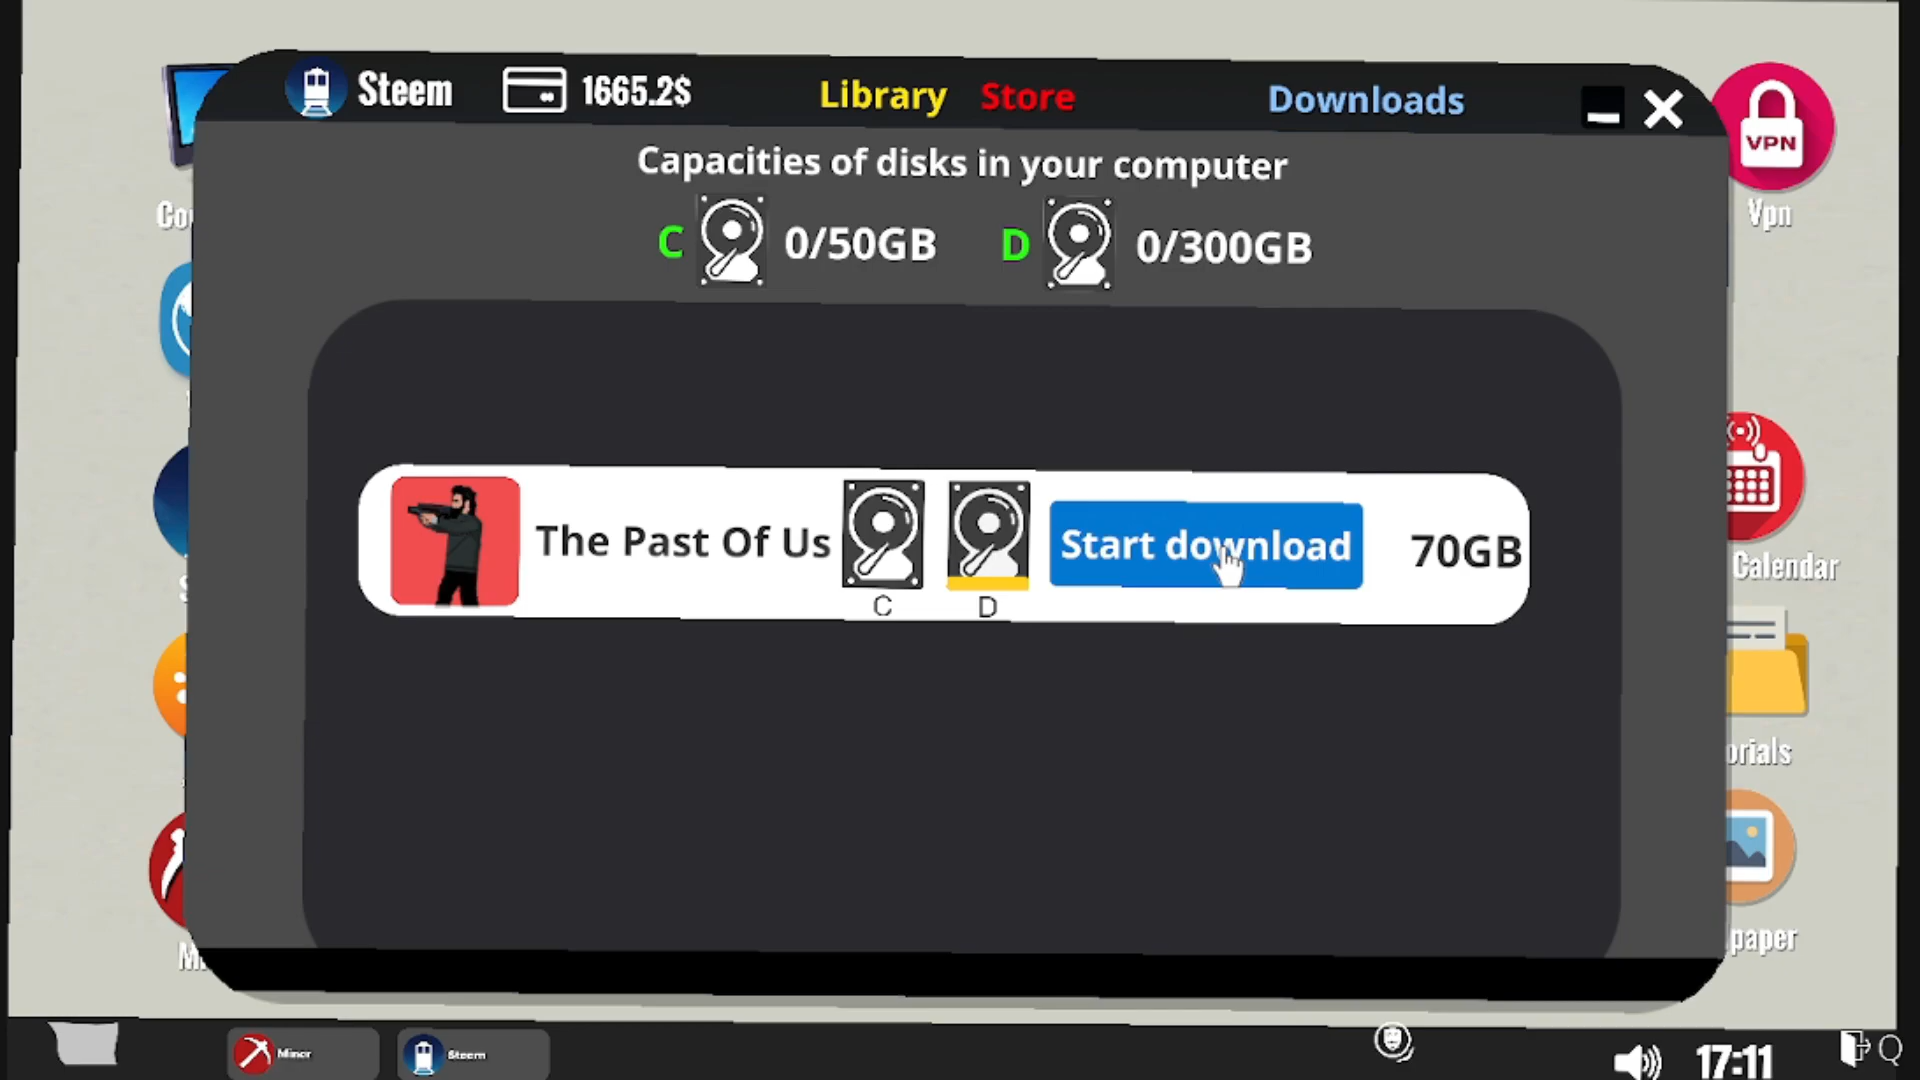 Steem 1665.2$ Library Store Downloads
VPN
Vpn
Capacities of disks in your computer
C 0/50GB D 0/300GB
The Past Of Us Start download 70GB
C D
Calendar
Miner Steem 17:11 Q